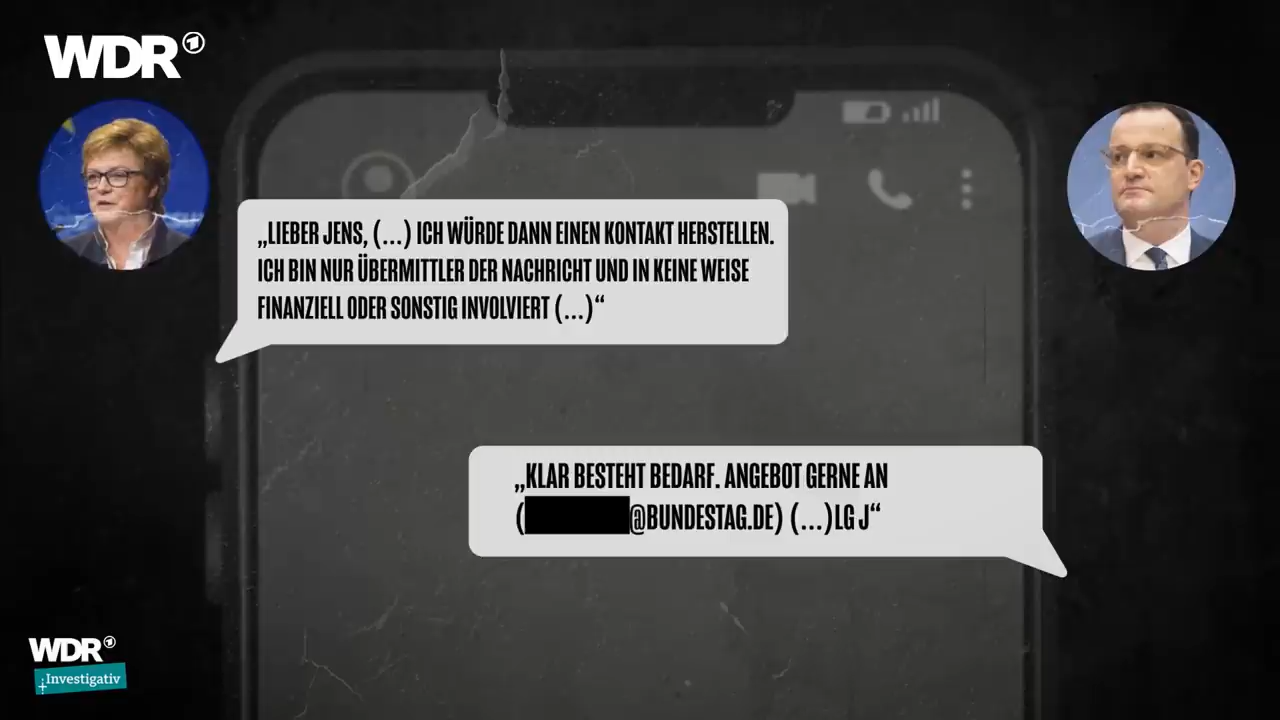 WDR
„LIEBER JENS, (...) ICH WÜRDE DANN EINEN KONTAKT HERSTELLEN.
ICH BIN NUR ÜBERMITTLER DER NACHRICHT UND IN KEINE WEISE
FINANZIELL ODER SONSTIG INVOLVIERT (...)“
„KLAR BESTEHT BEDARF. ANGEBOT GERNE AN
( @BUNDESTAG.DE) (...)LG J“
WDR
+Investigativ